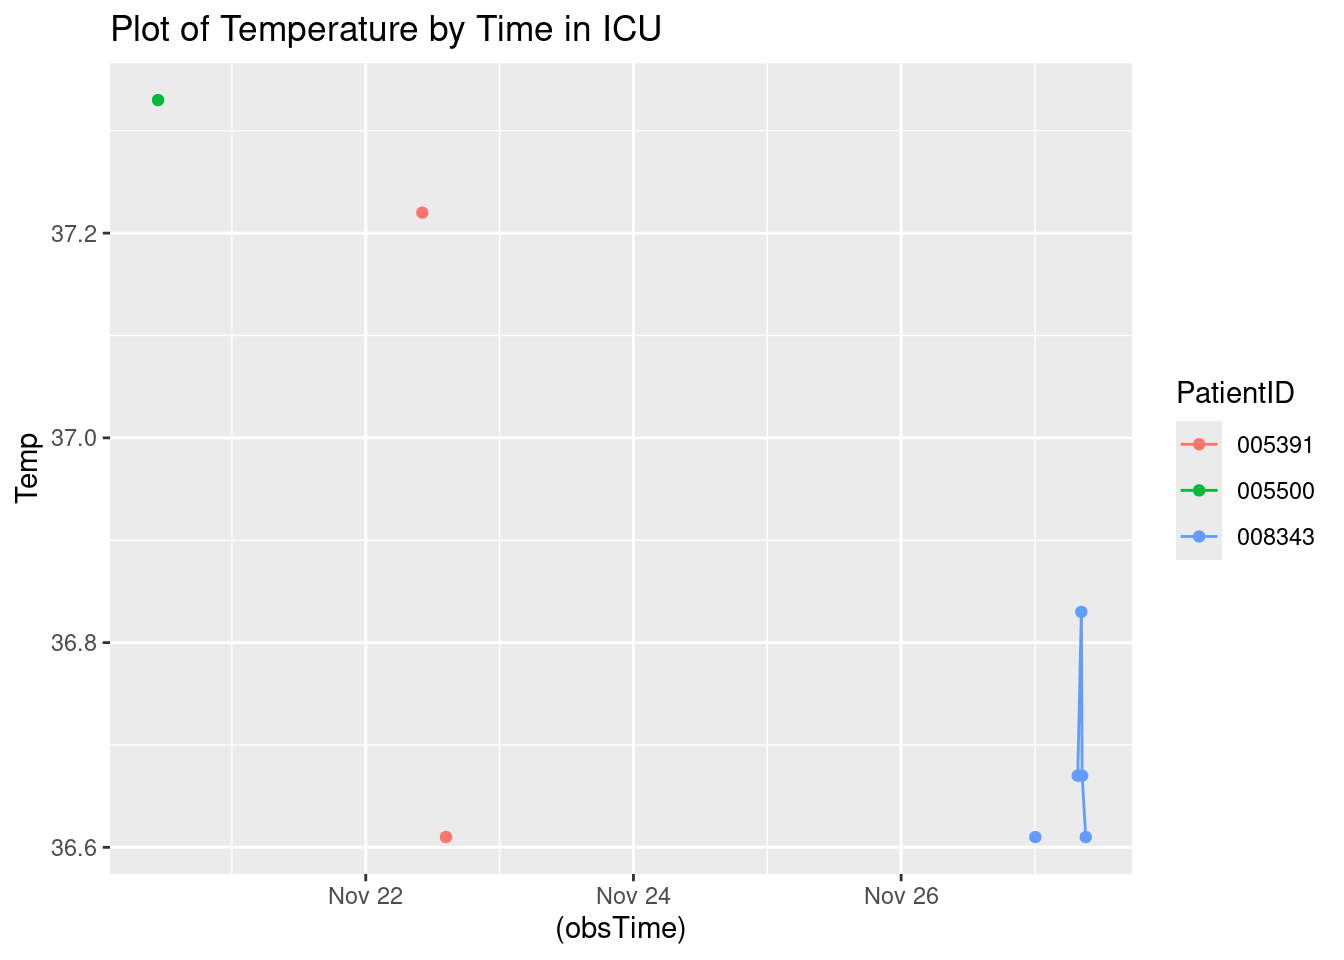 Plot of Temperature by Time in ICU
37.2
37.0
36.8
36.6
Temp
Nov 22
Nov 24
Nov 26
(obsTime)
PatientID
005391
005500
008343